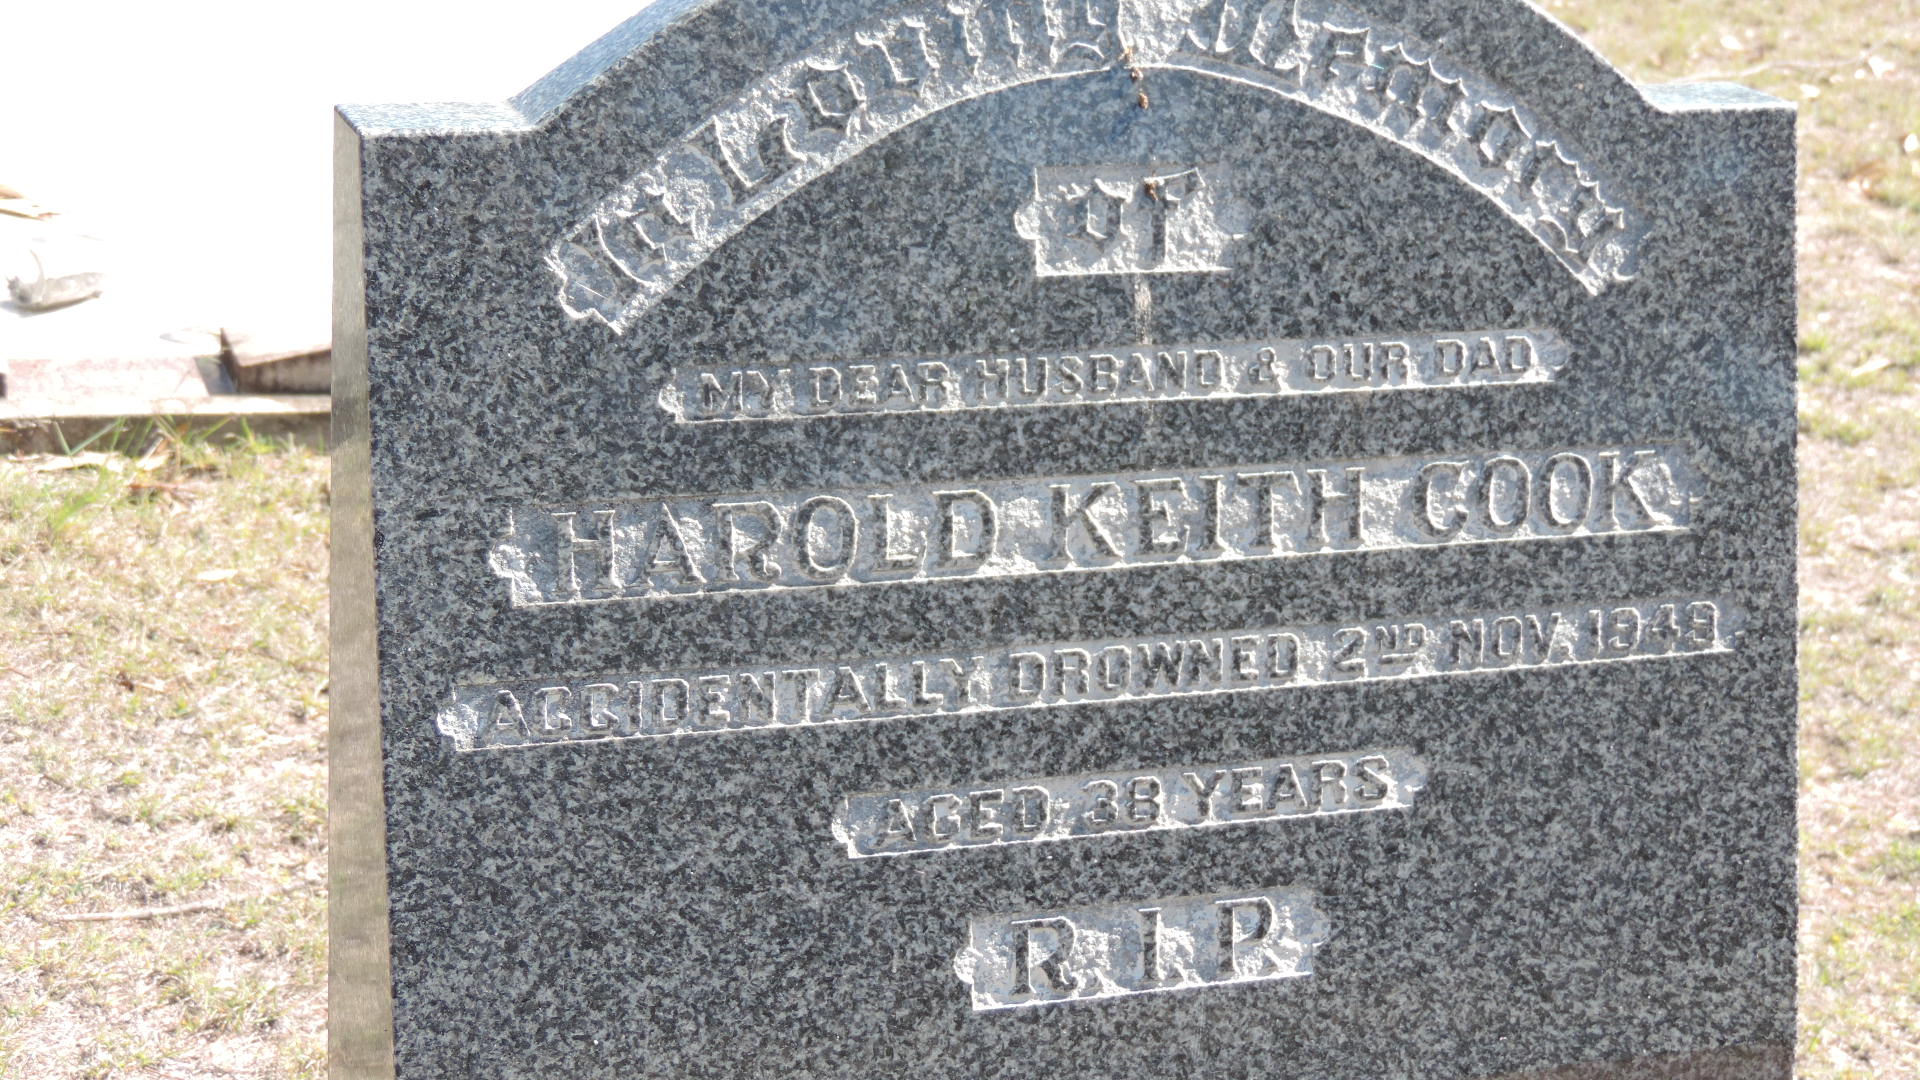 In Loving Memory
of
MY DEAR HUSBAND & OUR DAD
HAROLD KEITH COOK
ACCIDENTALLY DROWNED 2ND NOV. 1949
AGED 38 YEARS
R.I.P.